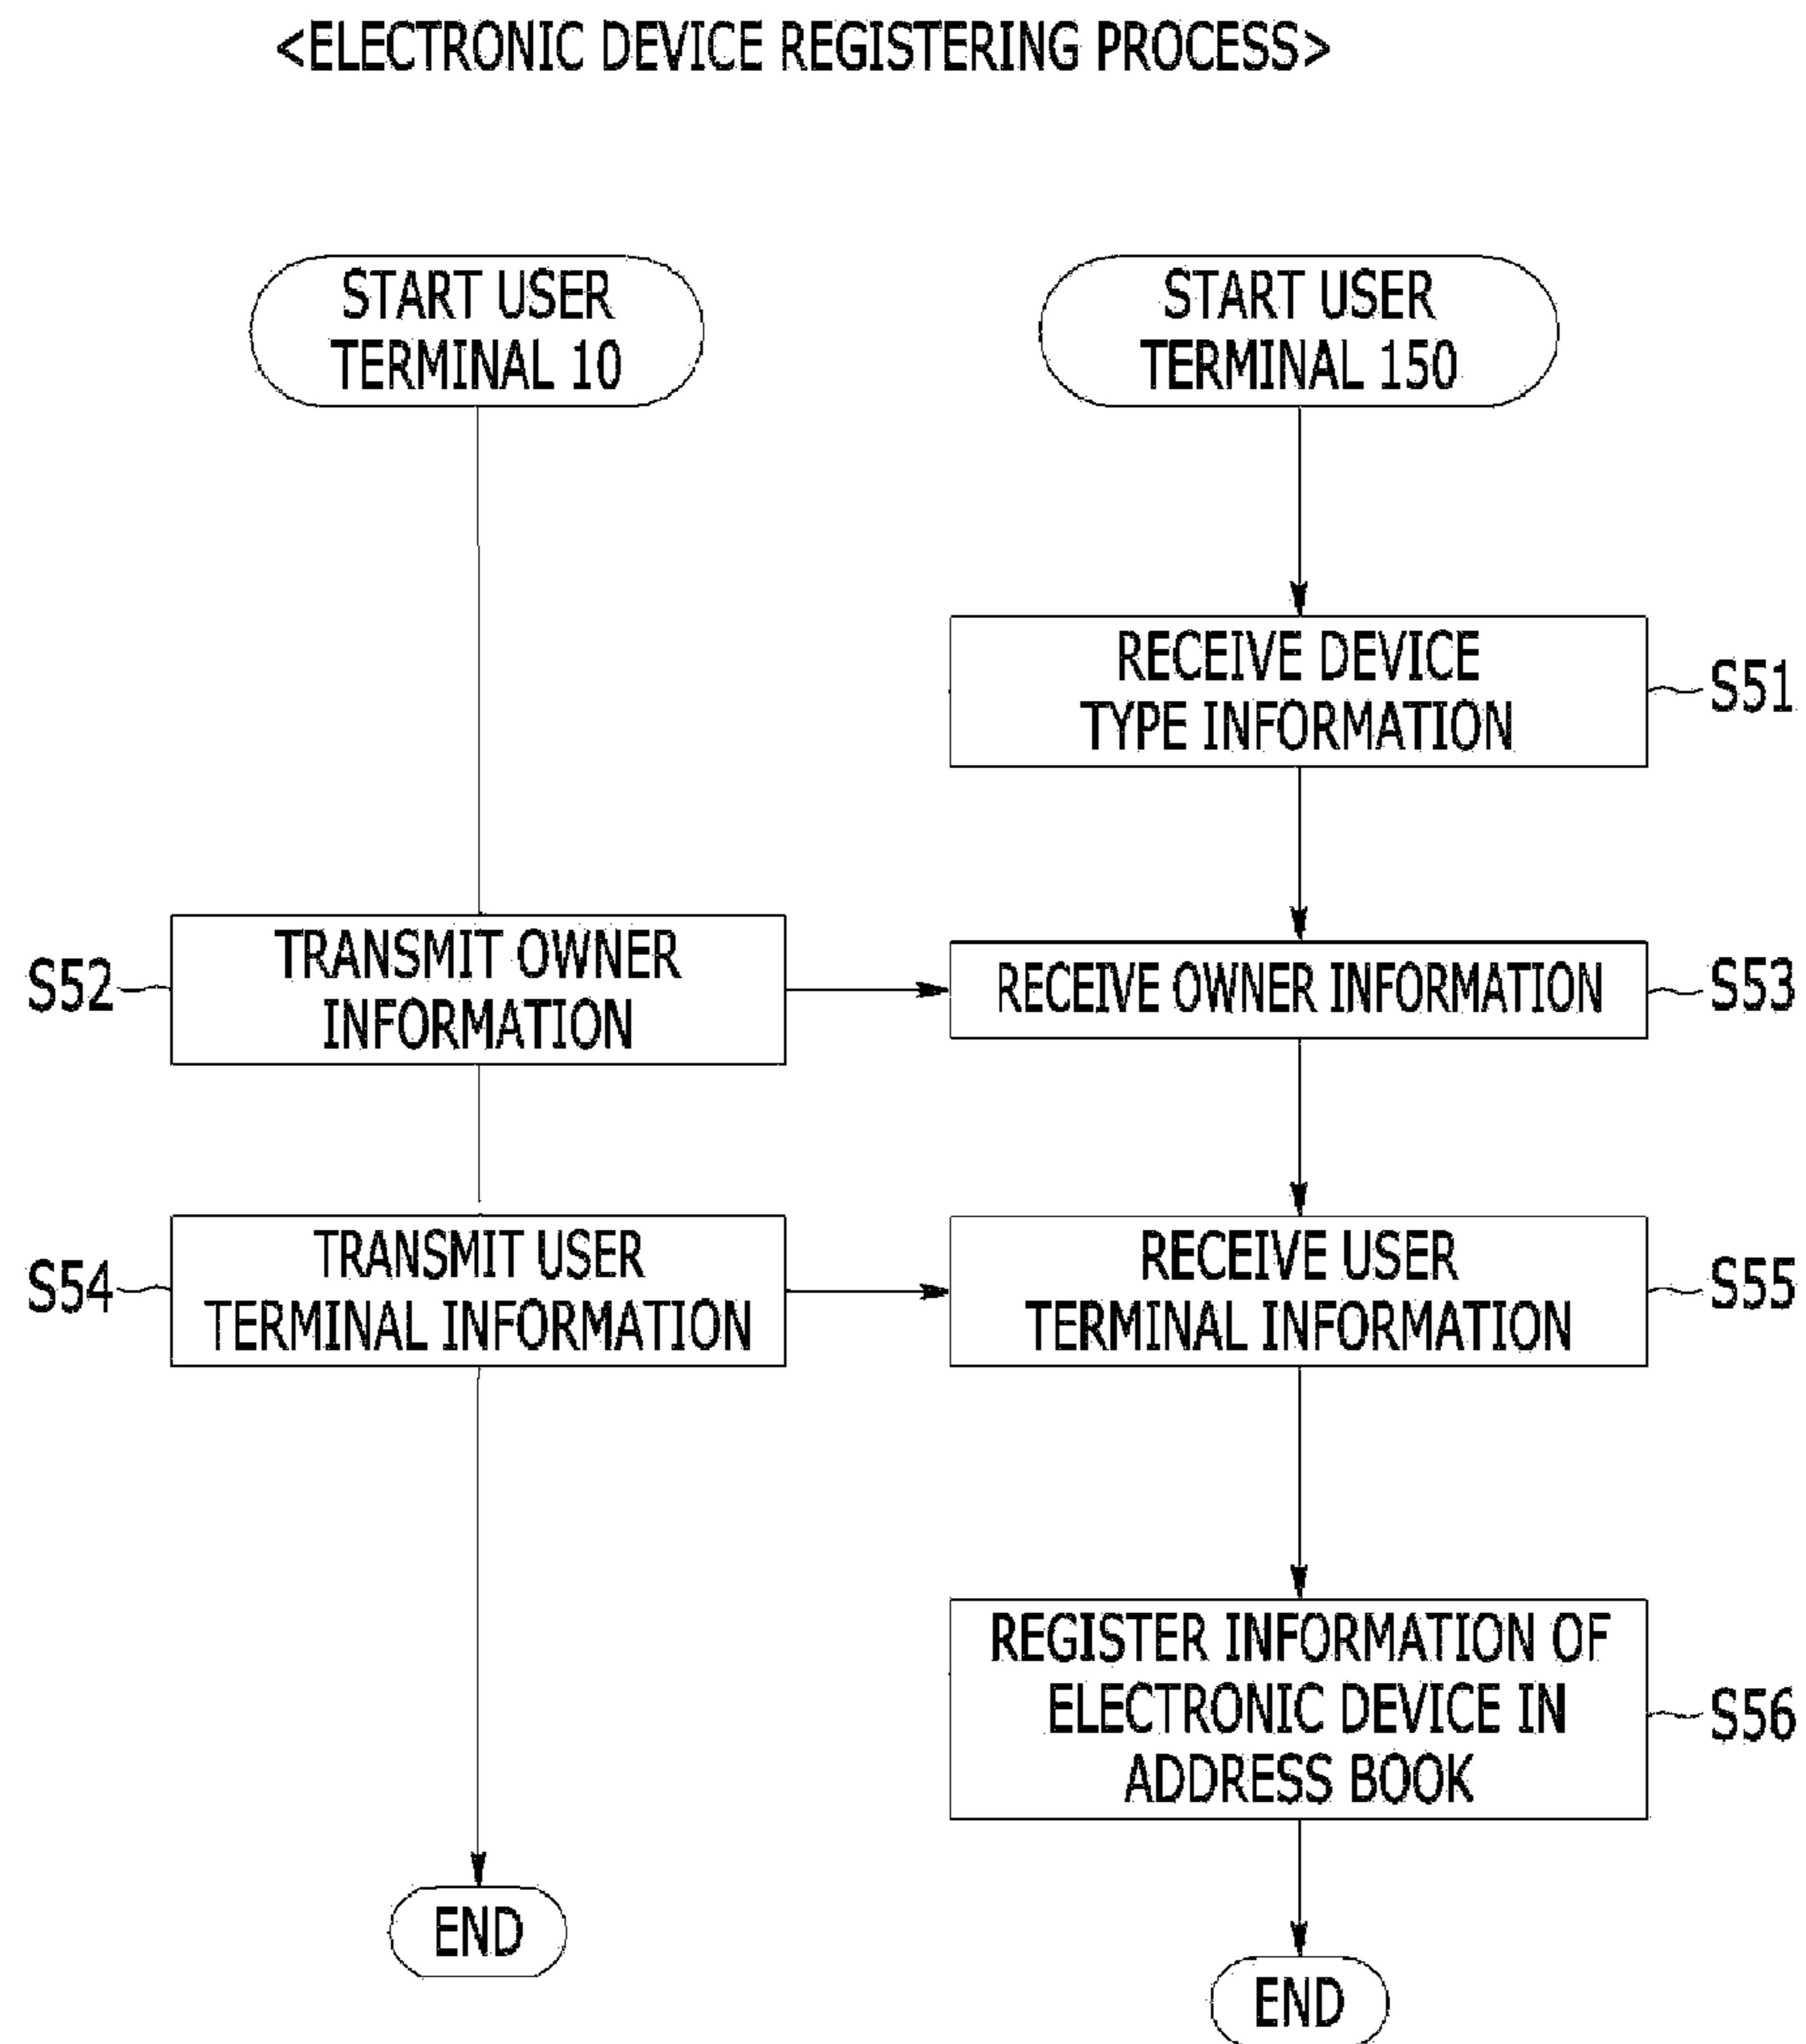 <ELECTRONIC DEVICE REGISTERING PROCESS>
START USER
TERMINAL 10
START USER
TERMINAL 150
RECEIVE DEVICE
TYPE INFORMATION
S51
S52
TRANSMIT OWNER
INFORMATION
RECEIVE OWNER INFORMATION
S53
S54
TRANSMIT USER
TERMINAL INFORMATION
RECEIVE USER
TERMINAL INFORMATION
S55
REGISTER INFORMATION OF
ELECTRONIC DEVICE IN
ADDRESS BOOK
S56
END
END